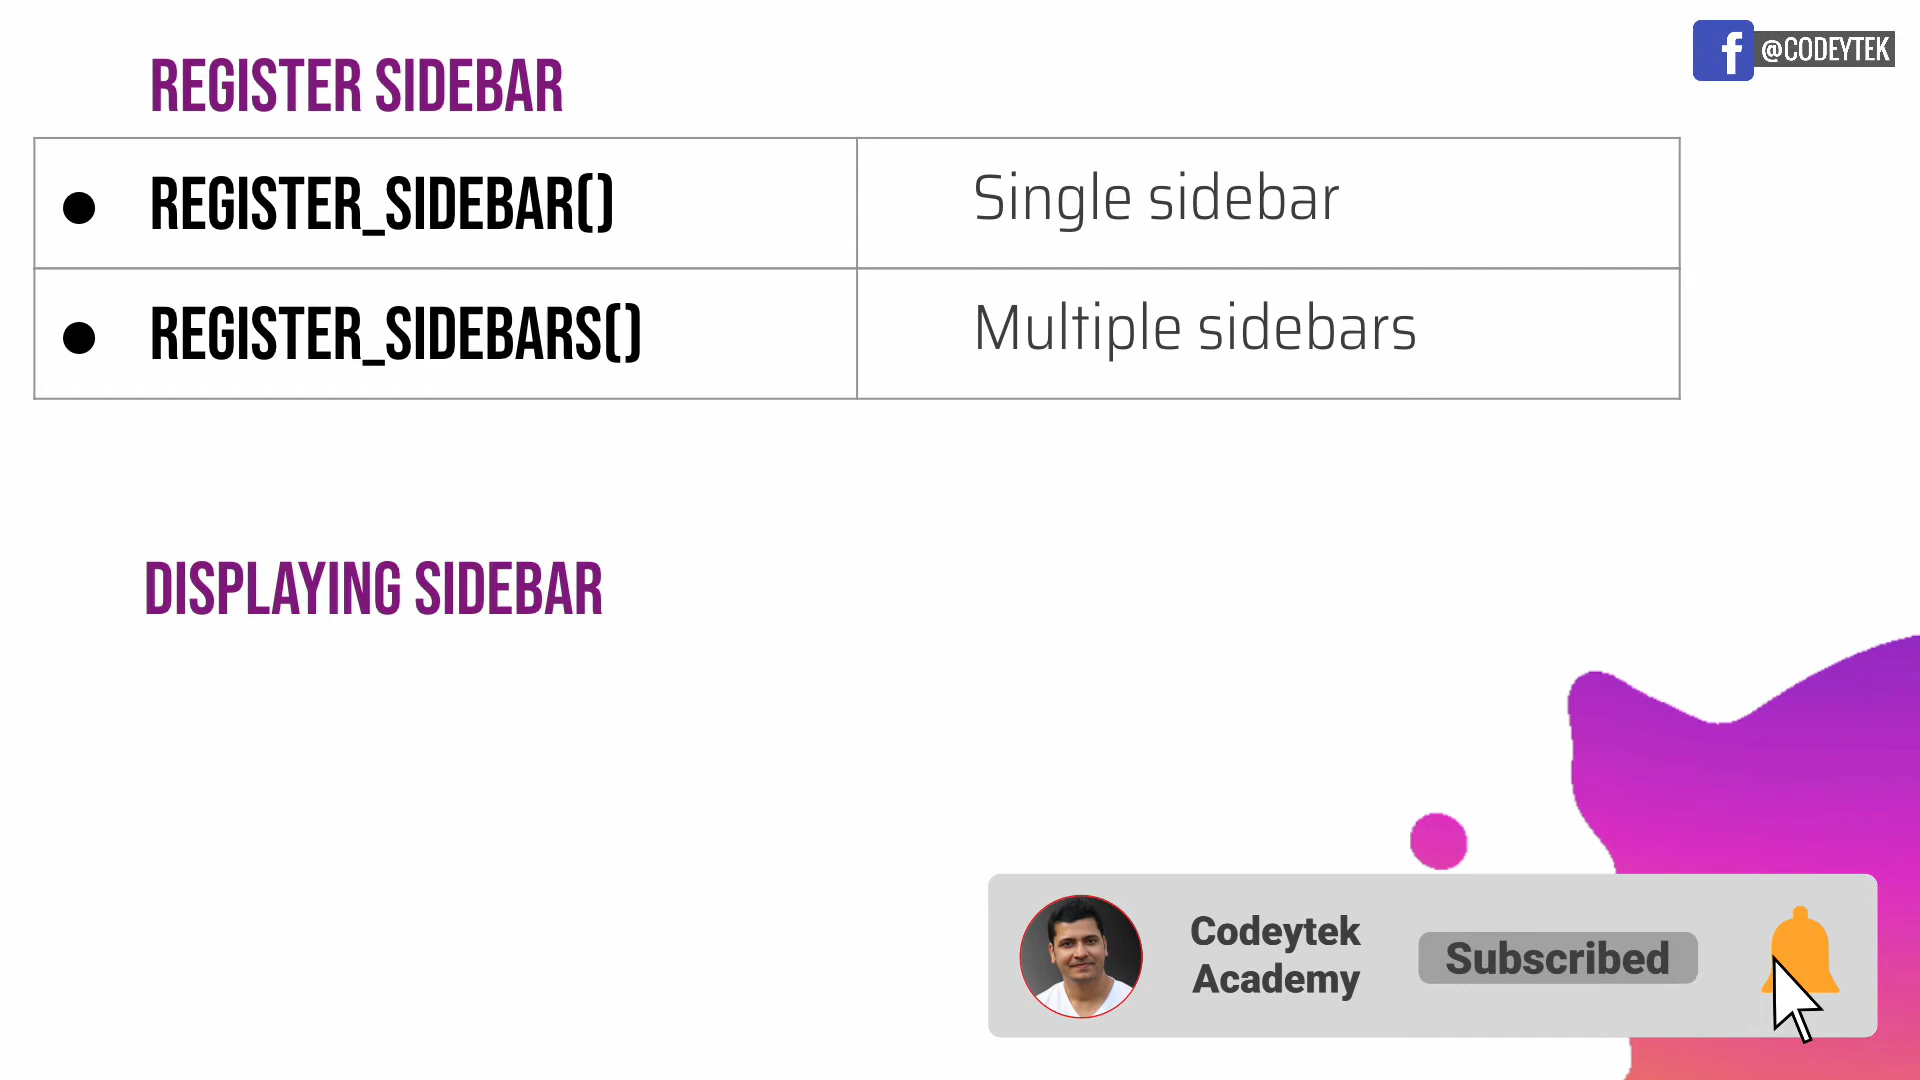 f @CODEYTEK
REGISTER SIDEBAR
● REGISTER_SIDEBAR() Single sidebar
● REGISTER_SIDEBARS() Multiple sidebars
DISPLAYING SIDEBAR
Codeytek
Academy
Subscribed